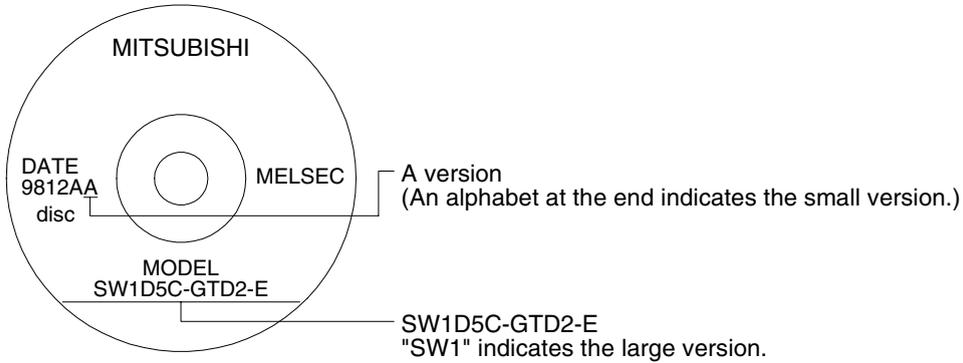 MITSUBISHI
DATE
9812AA
disc
MELSEC
A version
(An alphabet at the end indicates the small version.)
MODEL
SW1D5C-GTD2-E
SW1D5C-GTD2-E
"SW1" indicates the large version.